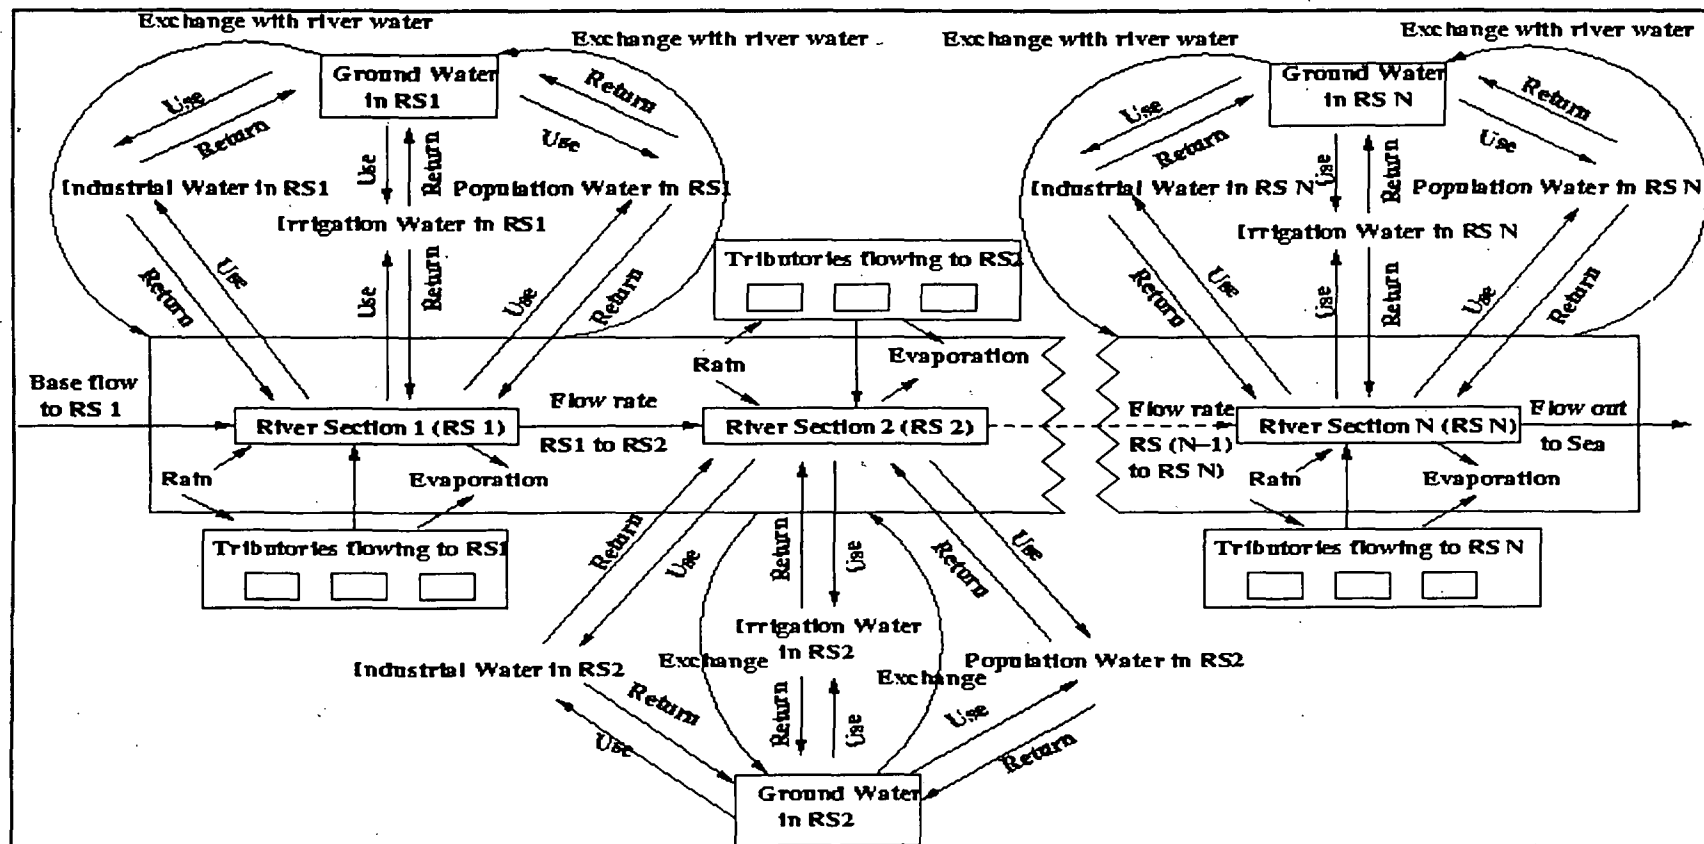 Exchange with river water
Exchange with river water
Exchange with river water
Exchange with river water
Ground Water
in RS1
Use
Return
Return
Use
Use
Return
Industrial Water in RS1
Population Water in RS1
Irrigation Water in RS1
Use
Return
Use
Return
Use
Return
Ground Water
in RS N
Use
Return
Return
Use
Use
Return
Industrial Water in RS N
Population Water in RS N
Irrigation Water in RS N
Use
Return
Use
Return
Use
Return
Tributories flowing to RS2
Rain
Evaporation
Base flow
to RS 1
River Section 1 (RS 1)
Flow rate
RS1 to RS2
River Section 2 (RS 2)
Flow rate
RS (N-1)
to RS N)
River Section N (RS N)
Flow out
to Sea
Rain
Evaporation
Rain
Evaporation
Tributories flowing to RS1
Tributories flowing to RS N
Return
Use
Return
Use
Return
Use
Irrigation Water
in RS2
Industrial Water in RS2
Exchange
Exchange
Population Water in RS2
Return
Use
Return
Use
Use
Return
Ground Water
in RS2